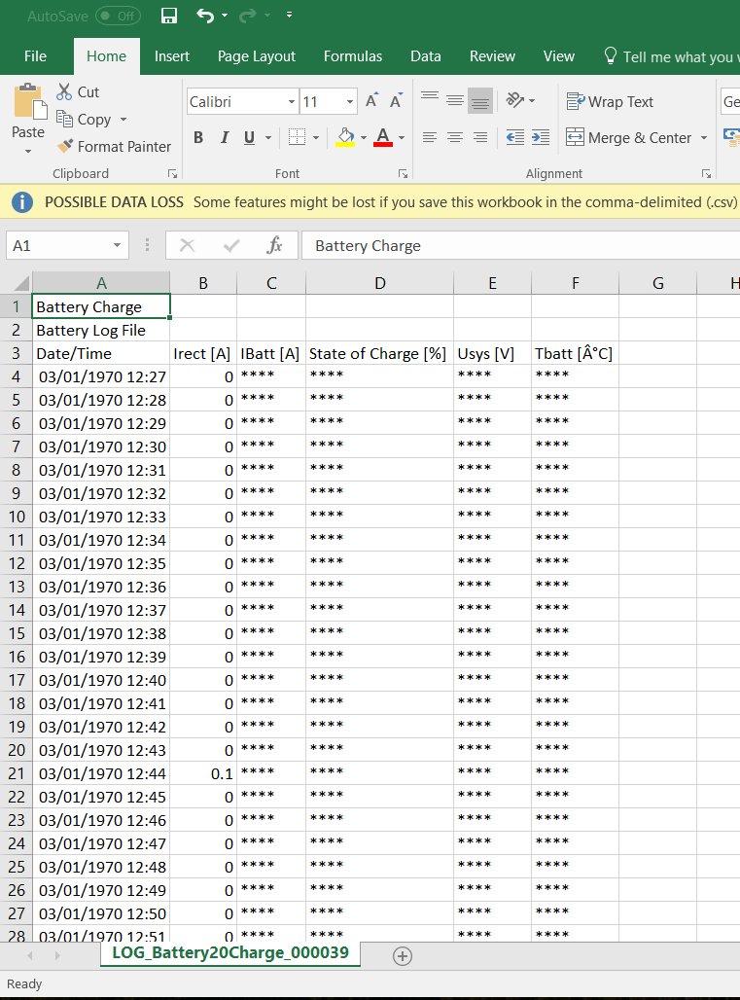 AutoSave Off
File Home Insert Page Layout Formulas Data Review View Tell me what you
Paste Cut Calibri 11 Wrap Text Ge
Copy B I U A Merge & Center
Format Painter
Clipboard Font Alignment
POSSIBLE DATA LOSS Some features might be lost if you save this workbook in the comma-delimited (.csv)
A1 fx Battery Charge
A B C D E F G H
1 Battery Charge
2 Battery Log File
3 Date/Time Irect [A] IBatt [A] State of Charge [%] Usys [V] Tbatt [Â°C]
4 03/01/1970 12:27 0 **** **** **** ****
5 03/01/1970 12:28 0 **** **** **** ****
6 03/01/1970 12:29 0 **** **** **** ****
7 03/01/1970 12:30 0 **** **** **** ****
8 03/01/1970 12:31 0 **** **** **** ****
9 03/01/1970 12:32 0 **** **** **** ****
10 03/01/1970 12:33 0 **** **** **** ****
11 03/01/1970 12:34 0 **** **** **** ****
12 03/01/1970 12:35 0 **** **** **** ****
13 03/01/1970 12:36 0 **** **** **** ****
14 03/01/1970 12:37 0 **** **** **** ****
15 03/01/1970 12:38 0 **** **** **** ****
16 03/01/1970 12:39 0 **** **** **** ****
17 03/01/1970 12:40 0 **** **** **** ****
18 03/01/1970 12:41 0 **** **** **** ****
19 03/01/1970 12:42 0 **** **** **** ****
20 03/01/1970 12:43 0 **** **** **** ****
21 03/01/1970 12:44 0.1 **** **** **** ****
22 03/01/1970 12:45 0 **** **** **** ****
23 03/01/1970 12:46 0 **** **** **** ****
24 03/01/1970 12:47 0 **** **** **** ****
25 03/01/1970 12:48 0 **** **** **** ****
26 03/01/1970 12:49 0 **** **** **** ****
27 03/01/1970 12:50 0 **** **** **** ****
28 03/01/1970 12:51 0 **** **** **** ****
LOG_Battery20Charge_000039
Ready